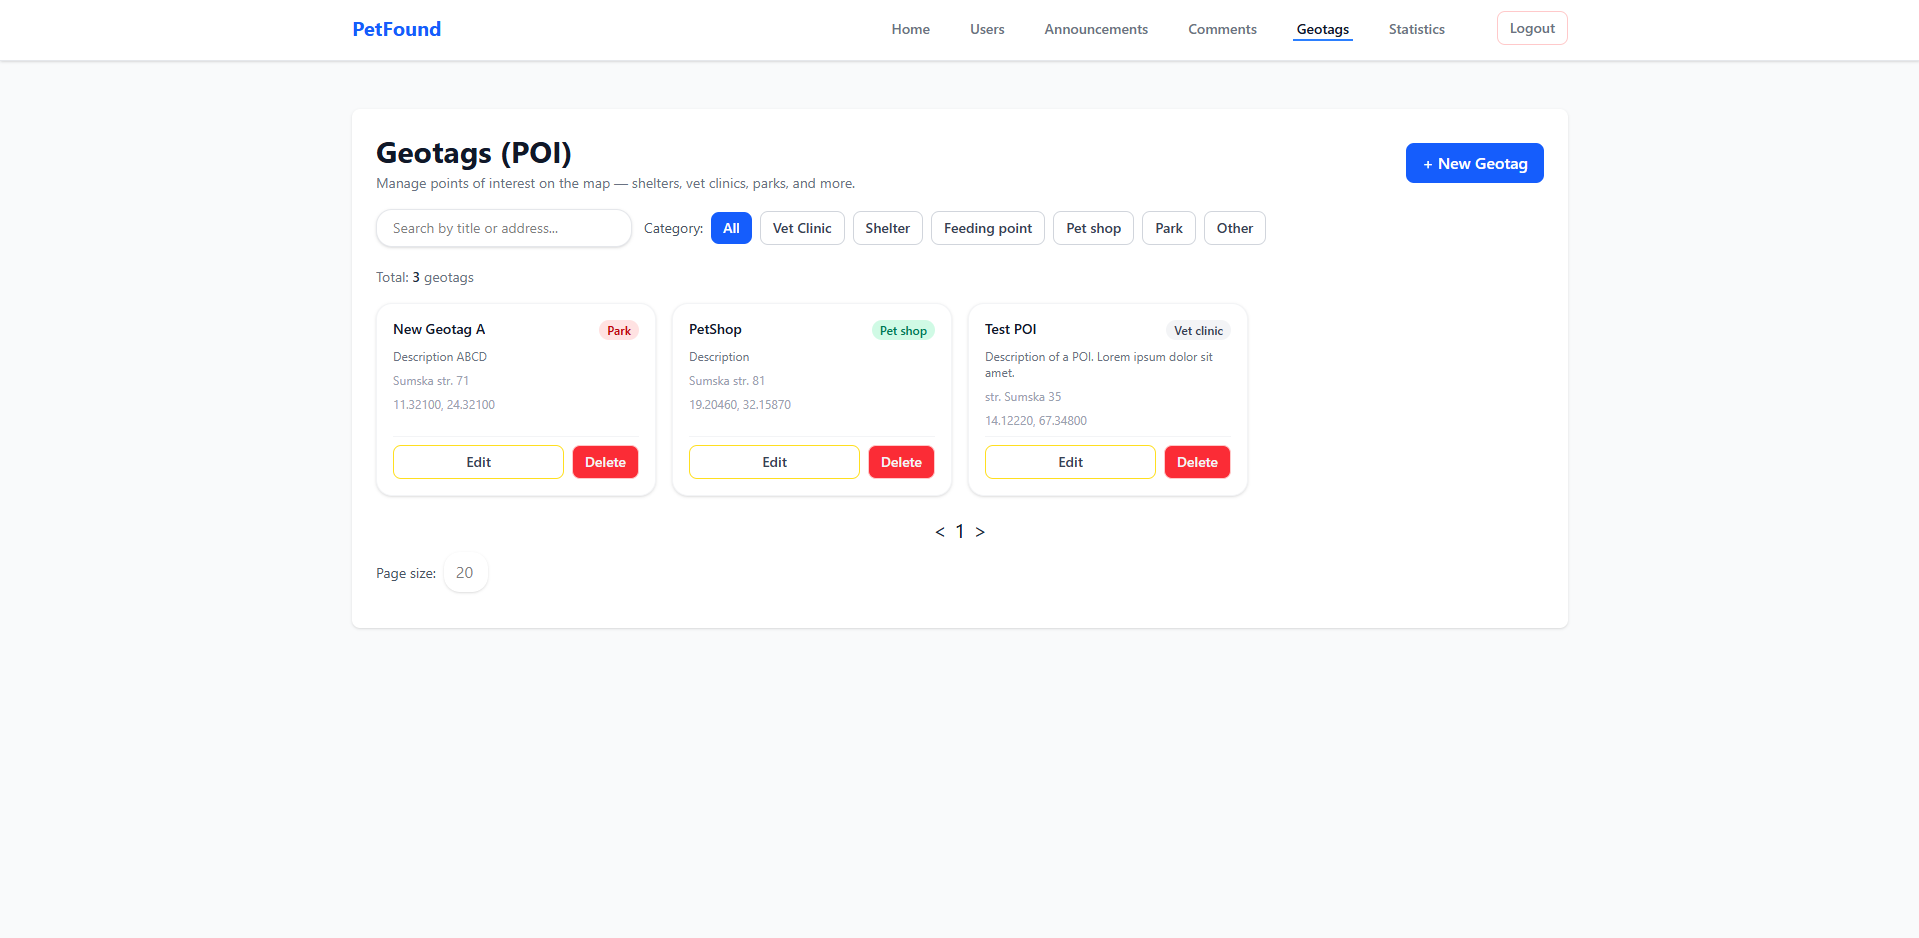 PetFound
Home Users Announcements Comments Geotags Statistics Logout
Geotags (POI)
+ New Geotag
Manage points of interest on the map — shelters, vet clinics, parks, and more.
Search by title or address... Category: All Vet Clinic Shelter Feeding point Pet shop Park Other
Total: 3 geotags
New Geotag A Park
Description ABCD
Sumska str. 71
11.32100, 24.32100
Edit Delete
PetShop Pet shop
Description
Sumska str. 81
19.20460, 32.15870
Edit Delete
Test POI Vet clinic
Description of a POI. Lorem ipsum dolor sit
amet.
str. Sumska 35
14.12220, 67.34800
Edit Delete
< 1 >
Page size: 20